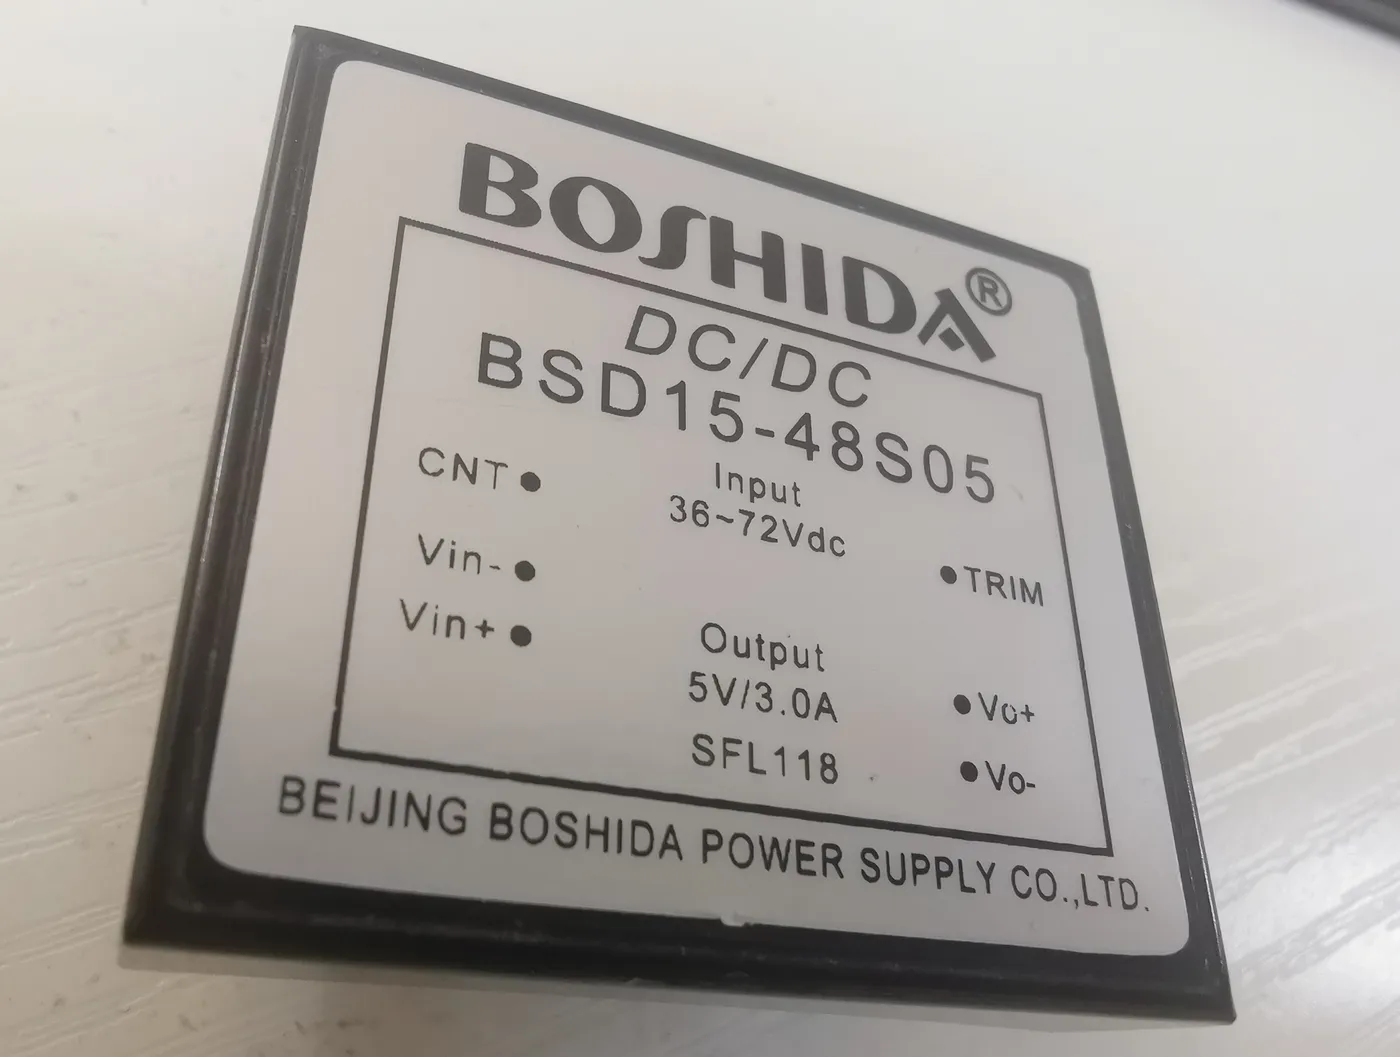 BOSHIDA®
DC/DC
BSD15-48S05
CNT
Input
36~72Vdc
Vin-
TRIM
Vin+
Output
5V/3.0A
Vo+
SFL118
Vo-
BEIJING BOSHIDA POWER SUPPLY CO.,LTD.